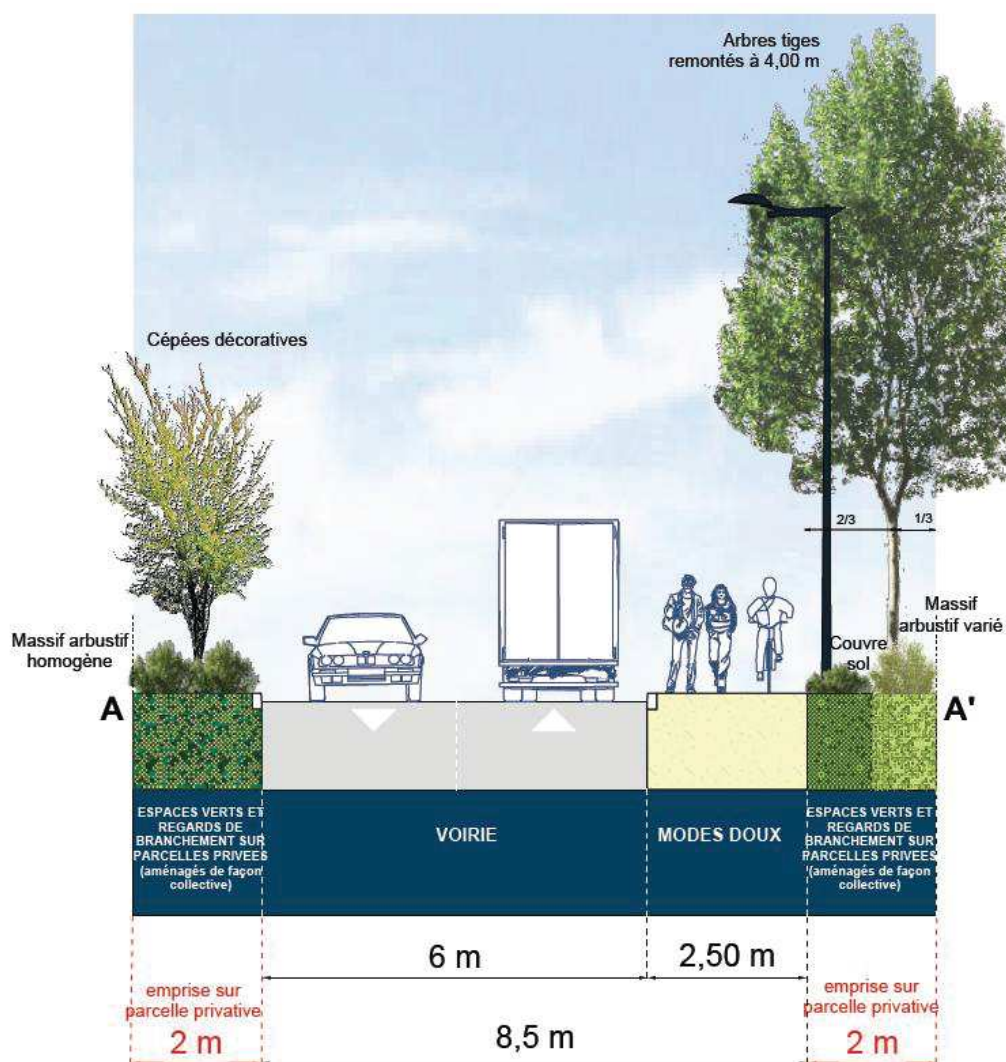 Arbres tiges
remontés à 4,00 m
Cépées décoratives
2/3
1/3
Massif arbustif
homogène
Couvre
sol
Massif
arbustif varié
A
A'
ESPACES VERTS ET
REGARDS DE
BRANCHEMENT SUR
PARCELLES PRIVEES
(aménagés de façon
collective)
VOIRIE
MODES DOUX
ESPACES VERTS ET
REGARDS DE
BRANCHEMENT SUR
PARCELLES PRIVEES
(aménagés de façon
collective)
6 m
2,50 m
emprise sur
parcelle privative
2 m
8,5 m
emprise sur
parcelle privative
2 m